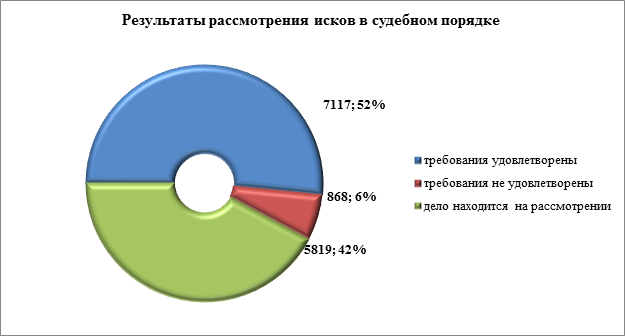 Результаты рассмотрения исков в судебном порядке
7117; 52%
868; 6%
5819; 42%
требования удовлетворены
требования не удовлетворены
дело находится на рассмотрении